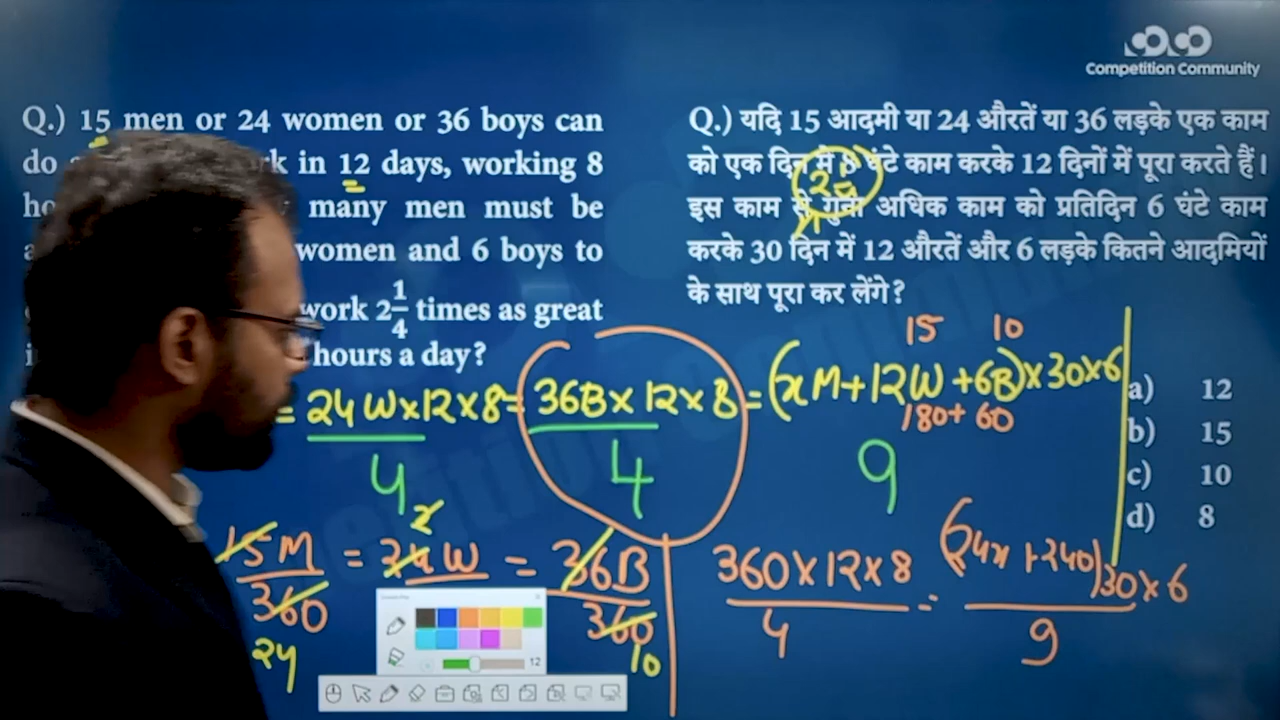 Competition Community
Q.) 15 men or 24 women or 36 boys can
do in 12 days, working 8
many men must be
women and 6 boys to
work 2 1/4 times as great
hours a day?
Q.) यदि 15 आदमी या 24 औरतें या 36 लड़के एक काम
को एक दिन में 8 घंटे काम करके 12 दिनों में पूरा करते हैं।
इस काम से गुना अधिक काम को प्रतिदिन 6 घंटे काम
करके 30 दिन में 12 औरतें और 6 लड़के कितने आदमियों
के साथ पूरा कर लेंगे?
15 10
= 24W×12×8 = 36B×12×8 = (xM+12W+6B)×30×6
180+60
4 4 9
a) 12
b) 15
c) 10
d) 8
15M = 24W = 36B
360 360
24 10
360×12×8 = (24x+240)30×6
4 9
12